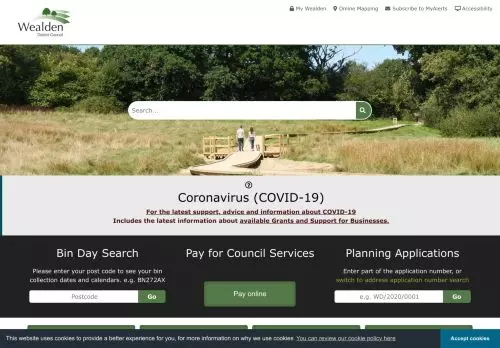 Wealden
District Council
My Wealden
Online Mapping
Subscribe to MyAlerts
Accessibility
Search...
Coronavirus (COVID-19)
For the latest support, advice and information about COVID-19
Includes the latest information about available Grants and Support for Businesses.
Bin Day Search
Please enter your post code to see your bin
collection dates and calendars. e.g. BN272AX
Postcode
Go
Pay for Council Services
Pay online
Planning Applications
Enter part of the application number, or
switch to address application number search
e.g. WD/2020/0001
Go
This website uses cookies to provide a better experience for you, for more information on why we use cookies You can review our cookie policy here
Accept cookies